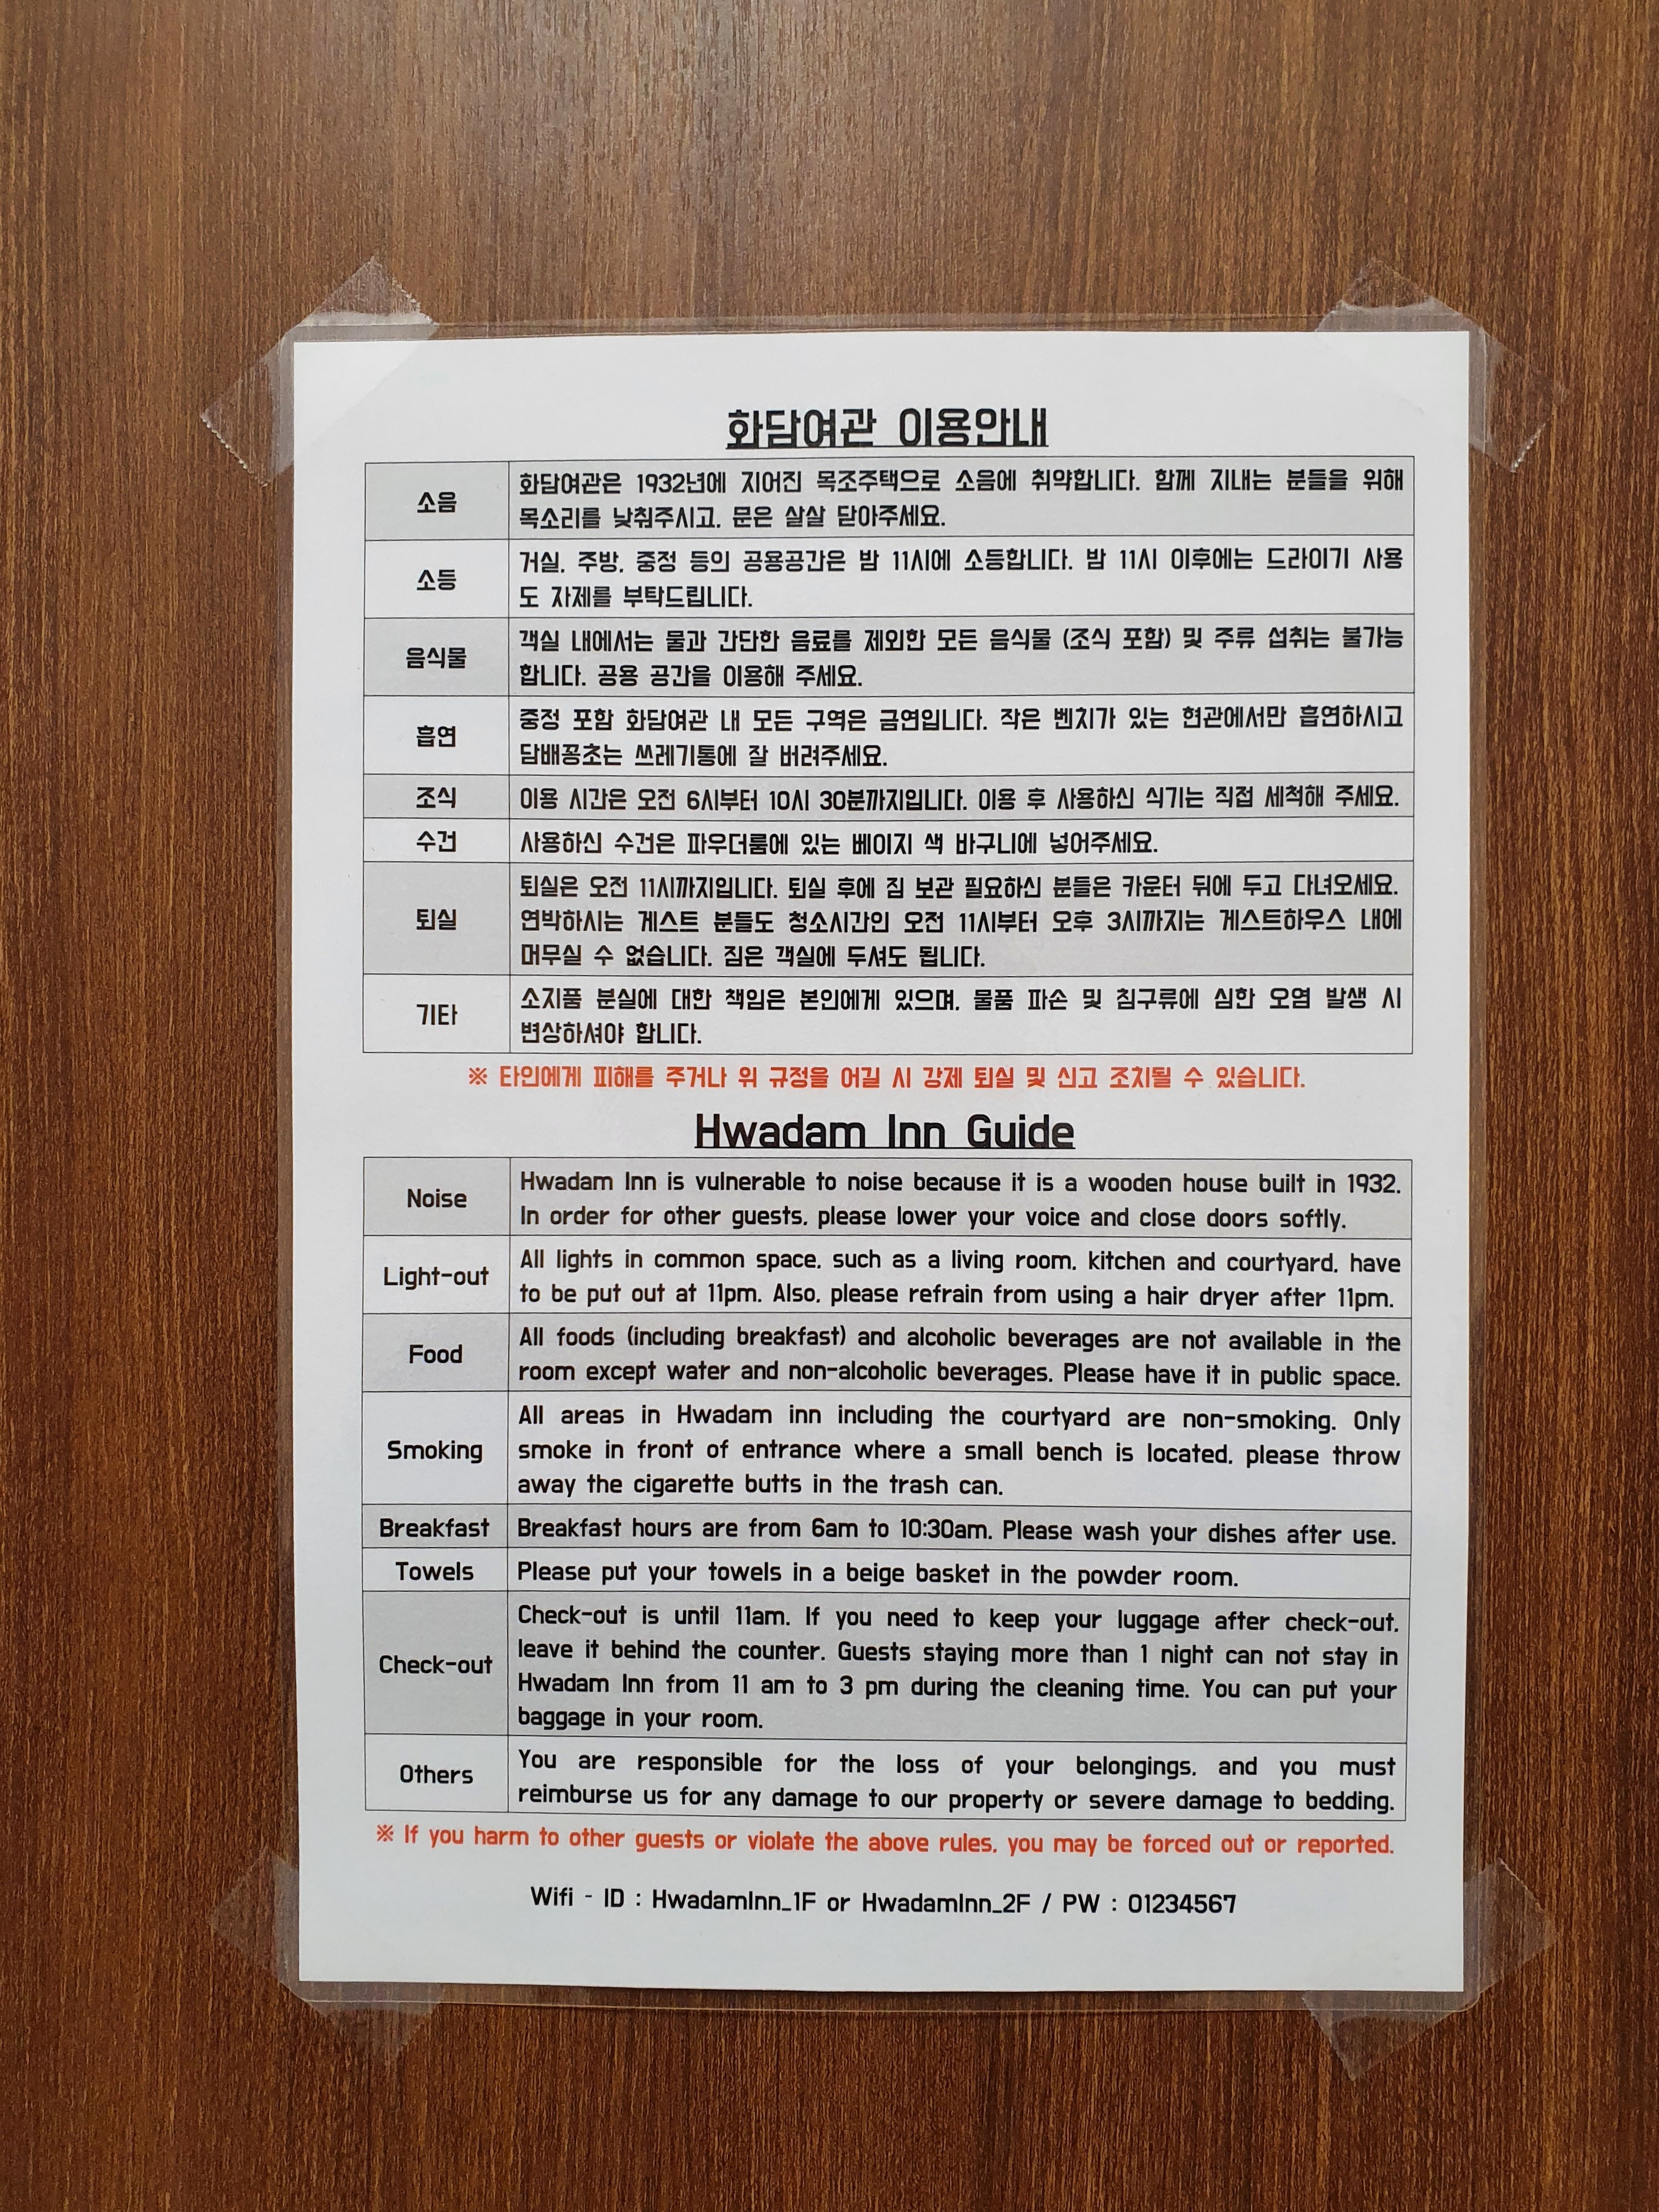 화담여관 이용안내
소음
화담여관은 1932년에 지어진 목조주택으로 소음에 취약합니다. 함께 지내는 분들을 위해
목소리를 낮춰주시고, 문은 살살 닫아주세요.
소등
거실, 주방, 중정 등의 공용공간은 밤 11시에 소등합니다. 밤 11시 이후에는 드라이기 사용
도 자제를 부탁드립니다.
음식물
객실 내에서는 물과 간단한 음료를 제외한 모든 음식물 (조식 포함) 및 주류 섭취는 불가능
합니다. 공용 공간을 이용해 주세요.
흡연
중정 포함 화담여관 내 모든 구역은 금연입니다. 작은 벤치가 있는 현관에서만 흡연하시고
담배꽁초는 쓰레기통에 잘 버려주세요.
조식
이용 시간은 오전 6시부터 10시 30분까지입니다. 이용 후 사용하신 식기는 직접 세척해 주세요.
수건
사용하신 수건은 파우더룸에 있는 베이지 색 바구니에 넣어주세요.
퇴실
퇴실은 오전 11시까지입니다. 퇴실 후에 짐 보관 필요하신 분들은 카운터 뒤에 두고 다녀오세요.
연박하시는 게스트 분들도 청소시간인 오전 11시부터 오후 3시까지는 게스트하우스 내에
머무실 수 없습니다. 짐은 객실에 두셔도 됩니다.
기타
소지품 분실에 대한 책임은 본인에게 있으며, 물품 파손 및 침구류에 심한 오염 발생 시
변상하셔야 합니다.
※ 타인에게 피해를 주거나 위 규정을 어길 시 강제 퇴실 및 신고 조치될 수 있습니다.
Hwadam Inn Guide
Noise
Hwadam Inn is vulnerable to noise because it is a wooden house built in 1932.
In order for other guests, please lower your voice and close doors softly.
Light-out
All lights in common space, such as a living room, kitchen and courtyard, have
to be put out at 11pm. Also, please refrain from using a hair dryer after 11pm.
Food
All foods (including breakfast) and alcoholic beverages are not available in the
room except water and non-alcoholic beverages. Please have it in public space.
Smoking
All areas in Hwadam inn including the courtyard are non-smoking. Only
smoke in front of entrance where a small bench is located, please throw
away the cigarette butts in the trash can.
Breakfast
Breakfast hours are from 6am to 10:30am. Please wash your dishes after use.
Towels
Please put your towels in a beige basket in the powder room.
Check-out
Check-out is until 11am. If you need to keep your luggage after check-out,
leave it behind the counter. Guests staying more than 1 night can not stay in
Hwadam Inn from 11 am to 3 pm during the cleaning time. You can put your
baggage in your room.
Others
You are responsible for the loss of your belongings, and you must
reimburse us for any damage to our property or severe damage to bedding.
※ If you harm to other guests or violate the above rules, you may be forced out or reported.
Wifi - ID : HwadamInn_1F or HwadamInn_2F / PW : 01234567